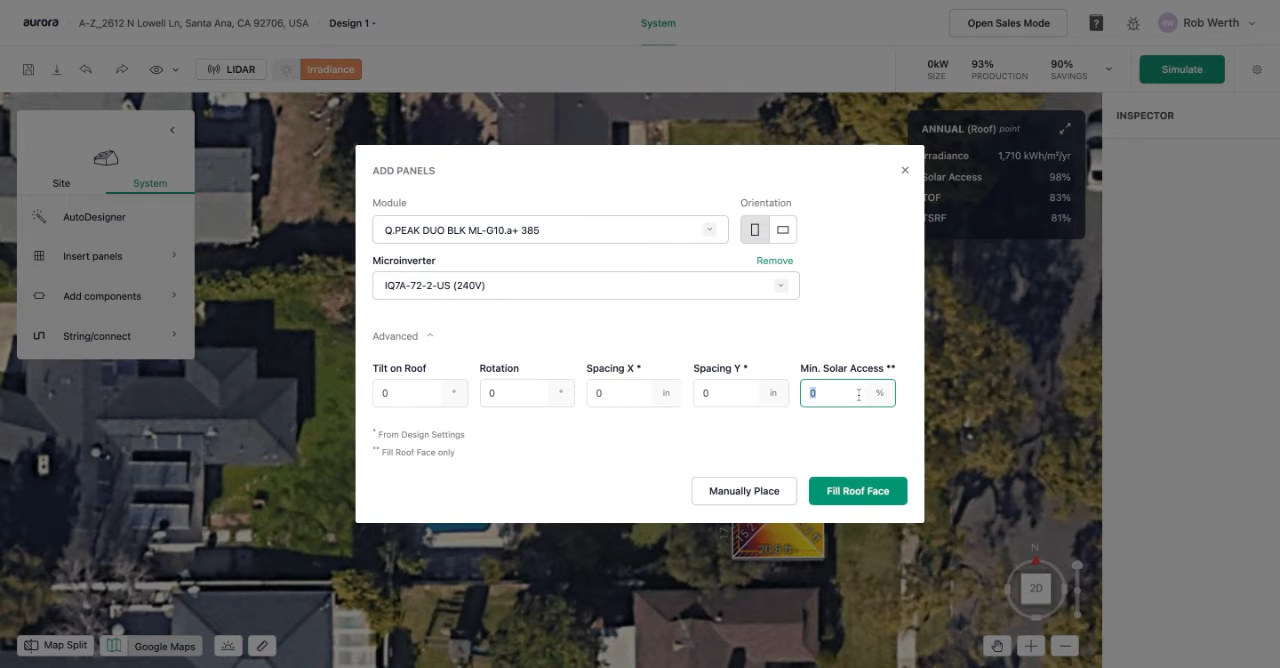 aurora
A-Z_2612 N Lowell Ln, Santa Ana, CA 92706, USA
Design 1
System
Open Sales Mode
?
RW
Rob Werth
LIDAR
Irradiance
0kW
SIZE
93%
PRODUCTION
90%
SAVINGS
Simulate
Site
System
AutoDesigner
Insert panels
Add components
String/connect
ANNUAL (Roof) point
rradiance 1,710 kWh/m²/yr
Solar Access 98%
TOF 83%
TSRF 81%
INSPECTOR
ADD PANELS
Module
Orientation
Q.PEAK DUO BLK ML-G10.a+ 385
Microinverter
Remove
IQ7A-72-2-US (240V)
Advanced
Tilt on Roof
Rotation
Spacing X *
Spacing Y *
Min. Solar Access **
0 °
0 °
0 in
0 in
0 %
* From Design Settings
** Fill Roof Face only
Manually Place
Fill Roof Face
20.8 ft
N
2D
Map Split
Google Maps